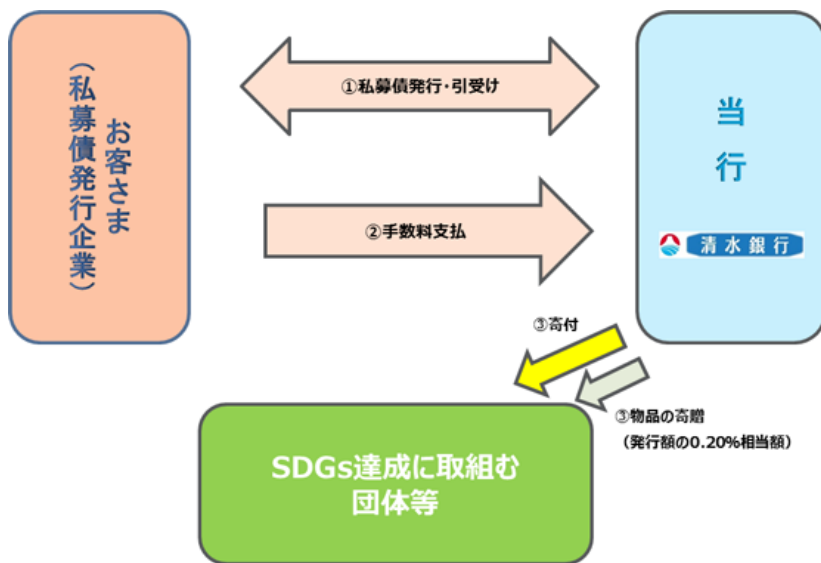 お客さま
（私募債発行企業）
①私募債発行・引受け
②手数料支払
当行
清水銀行
③寄付
③物品の寄贈
（発行額の0.20%相当額）
SDGs達成に取組む
団体等